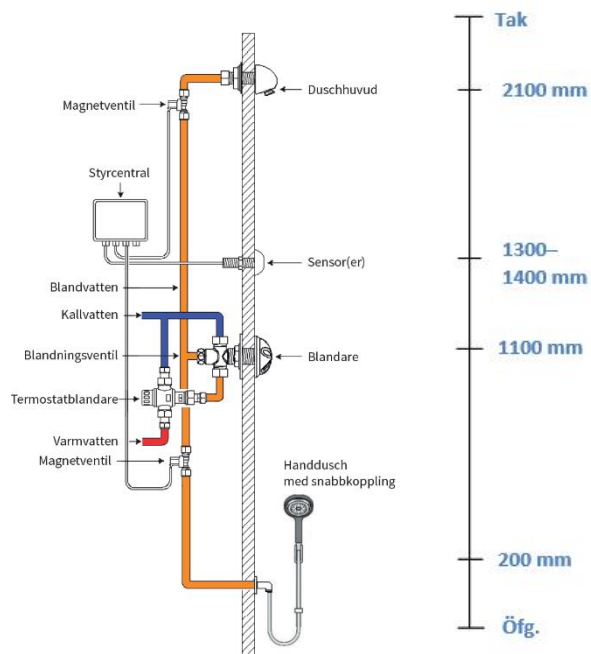 Tak
Duschhuvud
2100 mm
Magnetventil
Styrcentral
1300–
1400 mm
Sensor(er)
Blandvatten
Kallvatten
Blandningsventil
Blandare
1100 mm
Termostatblandare
Varmvatten
Magnetventil
Handdusch
med snabbkoppling
200 mm
Öfg.